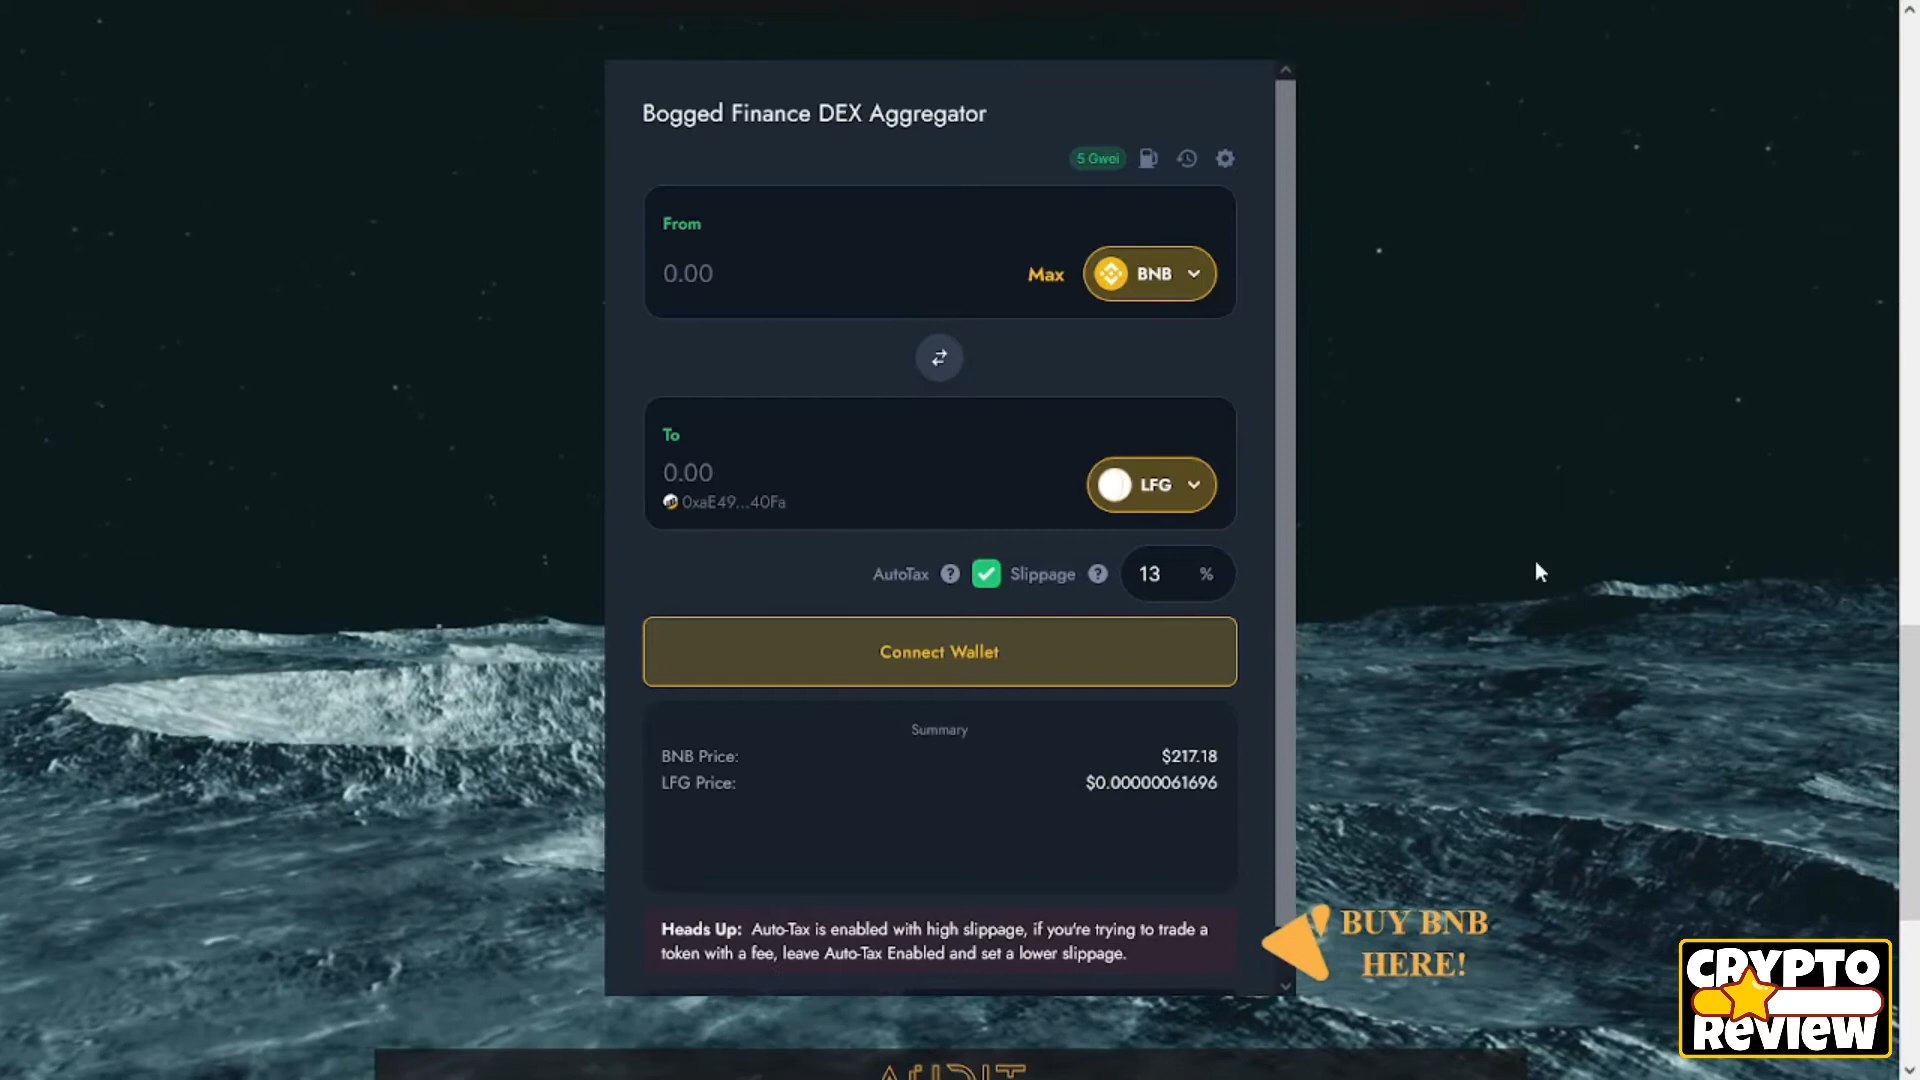 Bogged Finance DEX Aggregator
5 Gwei
From
0.00
Max
BNB
To
0.00
LFG
0xaE49...40Fa
AutoTax
Slippage
13 %
Connect Wallet
Summary
BNB Price: $217.18
LFG Price: $0.00000061696
Heads Up: Auto-Tax is enabled with high slippage, if you're trying to trade a
token with a fee, leave Auto-Tax Enabled and set a lower slippage.
BUY BNB
HERE!
CRYPTO
REVIEW
AUDIT